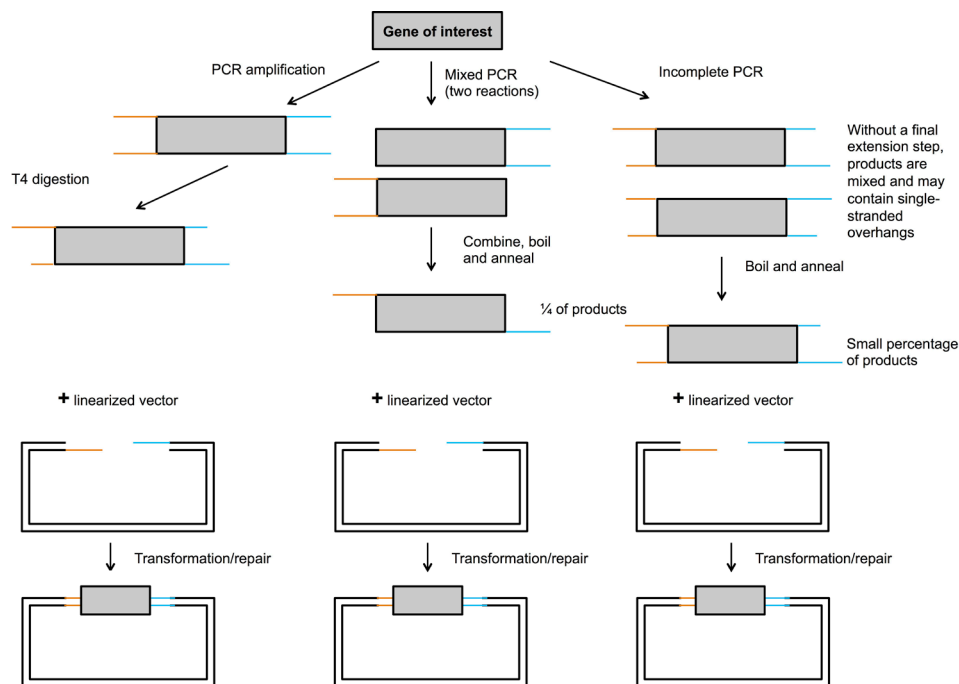 Gene of interest
PCR amplification
Mixed PCR
(two reactions)
Incomplete PCR
Without a final
extension step,
products are
mixed and may
contain single-
stranded
overhangs
T4 digestion
Combine, boil
and anneal
Boil and anneal
¼ of products
Small percentage
of products
+ linearized vector
+ linearized vector
+ linearized vector
Transformation/repair
Transformation/repair
Transformation/repair